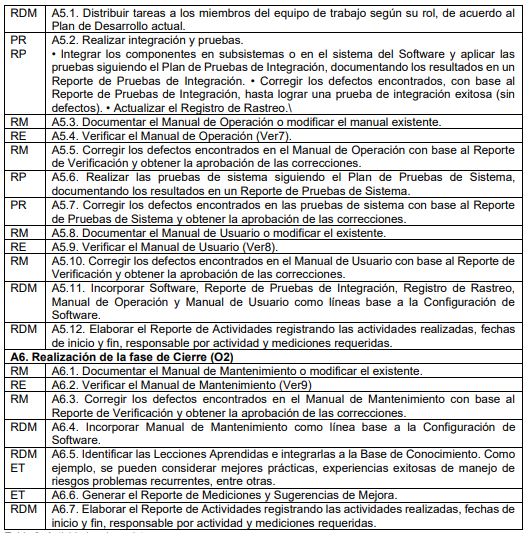 RDM A5.1. Distribuir tareas a los miembros del equipo de trabajo según su rol, de acuerdo al
Plan de Desarrollo actual.
PR A5.2. Realizar integración y pruebas.
RP • Integrar los componentes en subsistemas o en el sistema del Software y aplicar las
pruebas siguiendo el Plan de Pruebas de Integración, documentando los resultados en un
Reporte de Pruebas de Integración. • Corregir los defectos encontrados, con base al
Reporte de Pruebas de Integración, hasta lograr una prueba de integración exitosa (sin
defectos). • Actualizar el Registro de Rastreo.\
RM A5.3. Documentar el Manual de Operación o modificar el manual existente.
RE A5.4. Verificar el Manual de Operación (Ver7).
RM A5.5. Corregir los defectos encontrados en el Manual de Operación con base al Reporte
de Verificación y obtener la aprobación de las correcciones.
RP A5.6. Realizar las pruebas de sistema siguiendo el Plan de Pruebas de Sistema,
documentando los resultados en un Reporte de Pruebas de Sistema.
PR A5.7. Corregir los defectos encontrados en las pruebas de sistema con base al Reporte
de Pruebas de Sistema y obtener la aprobación de las correcciones.
RM A5.8. Documentar el Manual de Usuario o modificar el existente.
RE A5.9. Verificar el Manual de Usuario (Ver8).
RM A5.10. Corregir los defectos encontrados en el Manual de Usuario con base al Reporte de
Verificación y obtener la aprobación de las correcciones.
RDM A5.11. Incorporar Software, Reporte de Pruebas de Integración, Registro de Rastreo,
Manual de Operación y Manual de Usuario como líneas base a la Configuración de
Software.
RDM A5.12. Elaborar el Reporte de Actividades registrando las actividades realizadas, fechas
de inicio y fin, responsable por actividad y mediciones requeridas.
A6. Realización de la fase de Cierre (O2)
RM A6.1. Documentar el Manual de Mantenimiento o modificar el existente.
RE A6.2. Verificar el Manual de Mantenimiento (Ver9)
RM A6.3. Corregir los defectos encontrados en el Manual de Mantenimiento con base al
Reporte de Verificación y obtener la aprobación de las correcciones.
RDM A6.4. Incorporar Manual de Mantenimiento como línea base a la Configuración de
Software.
RDM A6.5. Identificar las Lecciones Aprendidas e integrarlas a la Base de Conocimiento. Como
ET ejemplo, se pueden considerar mejores prácticas, experiencias exitosas de manejo de
riesgos problemas recurrentes, entre otras.
ET A6.6. Generar el Reporte de Mediciones y Sugerencias de Mejora.
RDM A6.7. Elaborar el Reporte de Actividades registrando las actividades realizadas, fechas de
inicio y fin, responsable por actividad y mediciones requeridas.